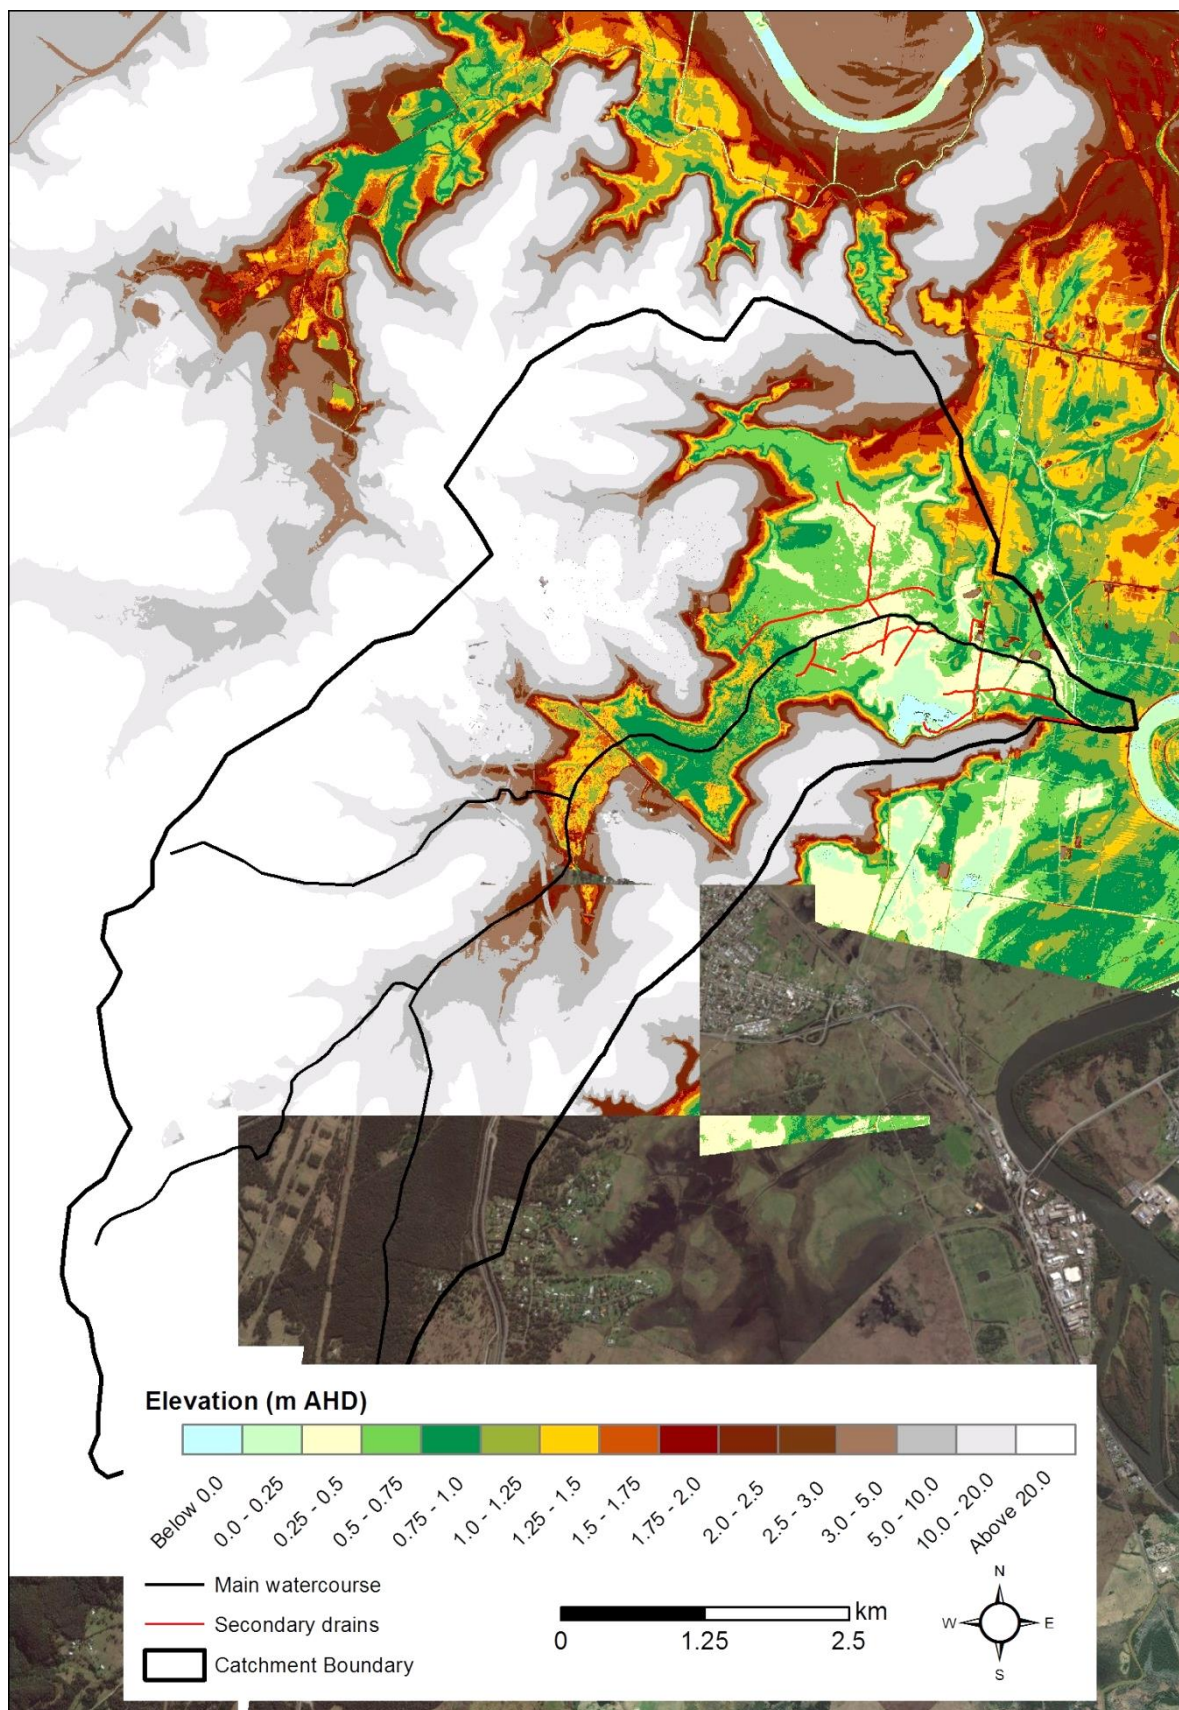 Elevation (m AHD)
Below 0.0
0.0 - 0.25
0.25 - 0.5
0.5 - 0.75
0.75 - 1.0
1.0 - 1.25
1.25 - 1.5
1.5 - 1.75
1.75 - 2.0
2.0 - 2.5
2.5 - 3.0
3.0 - 5.0
5.0 - 10.0
10.0 - 20.0
Above 20.0
Main watercourse
Secondary drains
Catchment Boundary
km
0 1.25 2.5
N
W E
S